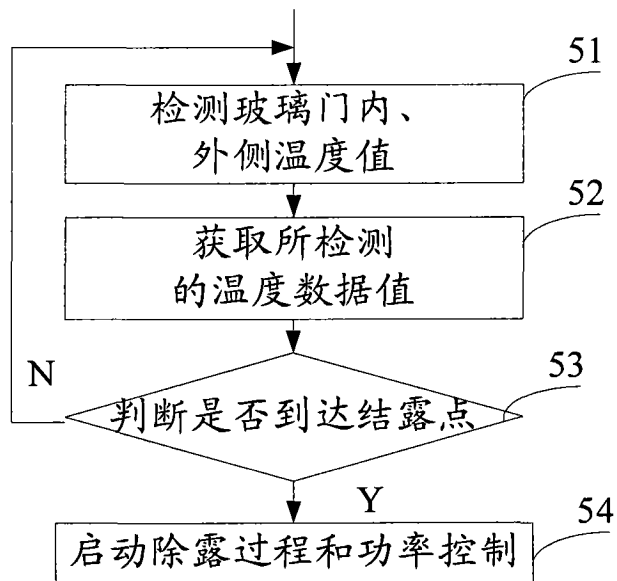 51
检测玻璃门内、
外侧温度值
52
获取所检测
的温度数据值
N
53
判断是否到达结露点
Y
54
启动除露过程和功率控制